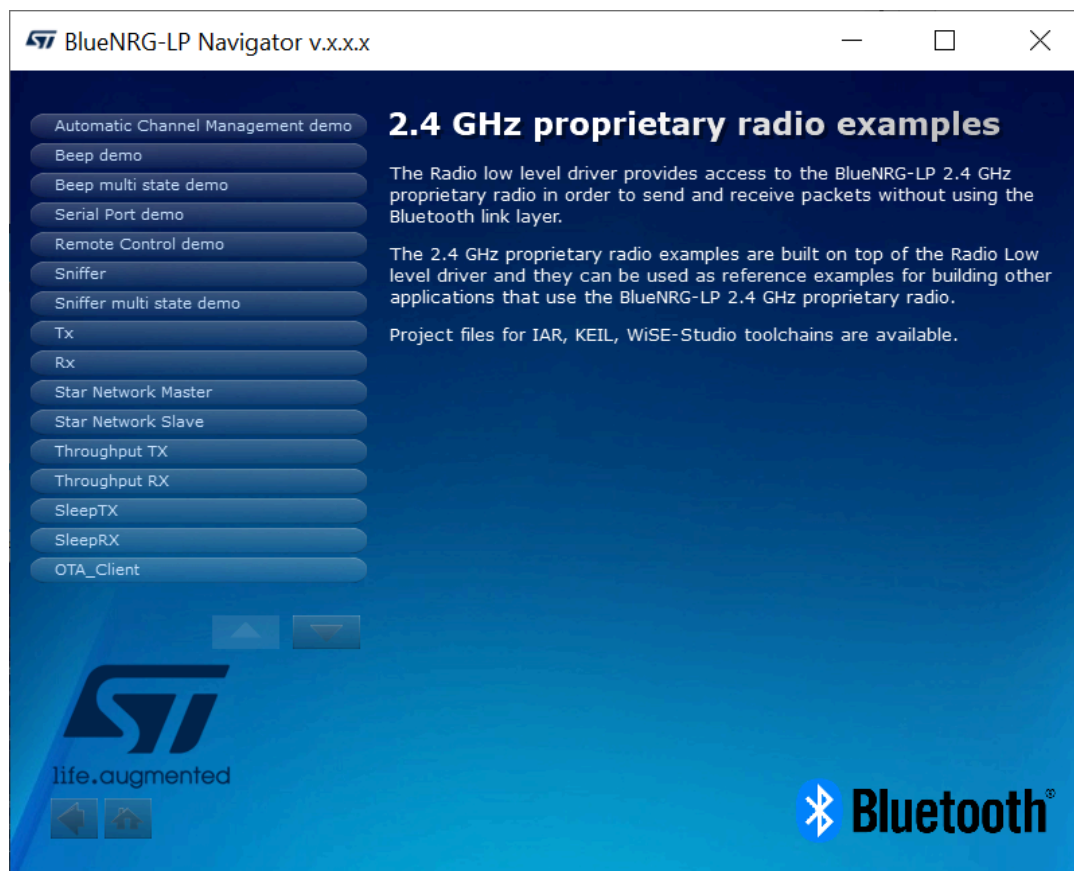 ST BlueNRG-LP Navigator v.x.x.x
Automatic Channel Management demo
Beep demo
Beep multi state demo
Serial Port demo
Remote Control demo
Sniffer
Sniffer multi state demo
Tx
Rx
Star Network Master
Star Network Slave
Throughput TX
Throughput RX
SleepTX
SleepRX
OTA_Client
2.4 GHz proprietary radio examples
The Radio low level driver provides access to the BlueNRG-LP 2.4 GHz
proprietary radio in order to send and receive packets without using the
Bluetooth link layer.
The 2.4 GHz proprietary radio examples are built on top of the Radio Low
level driver and they can be used as reference examples for building other
applications that use the BlueNRG-LP 2.4 GHz proprietary radio.
Project files for IAR, KEIL, WiSE-Studio toolchains are available.
ST
life.augmented
Bluetooth®